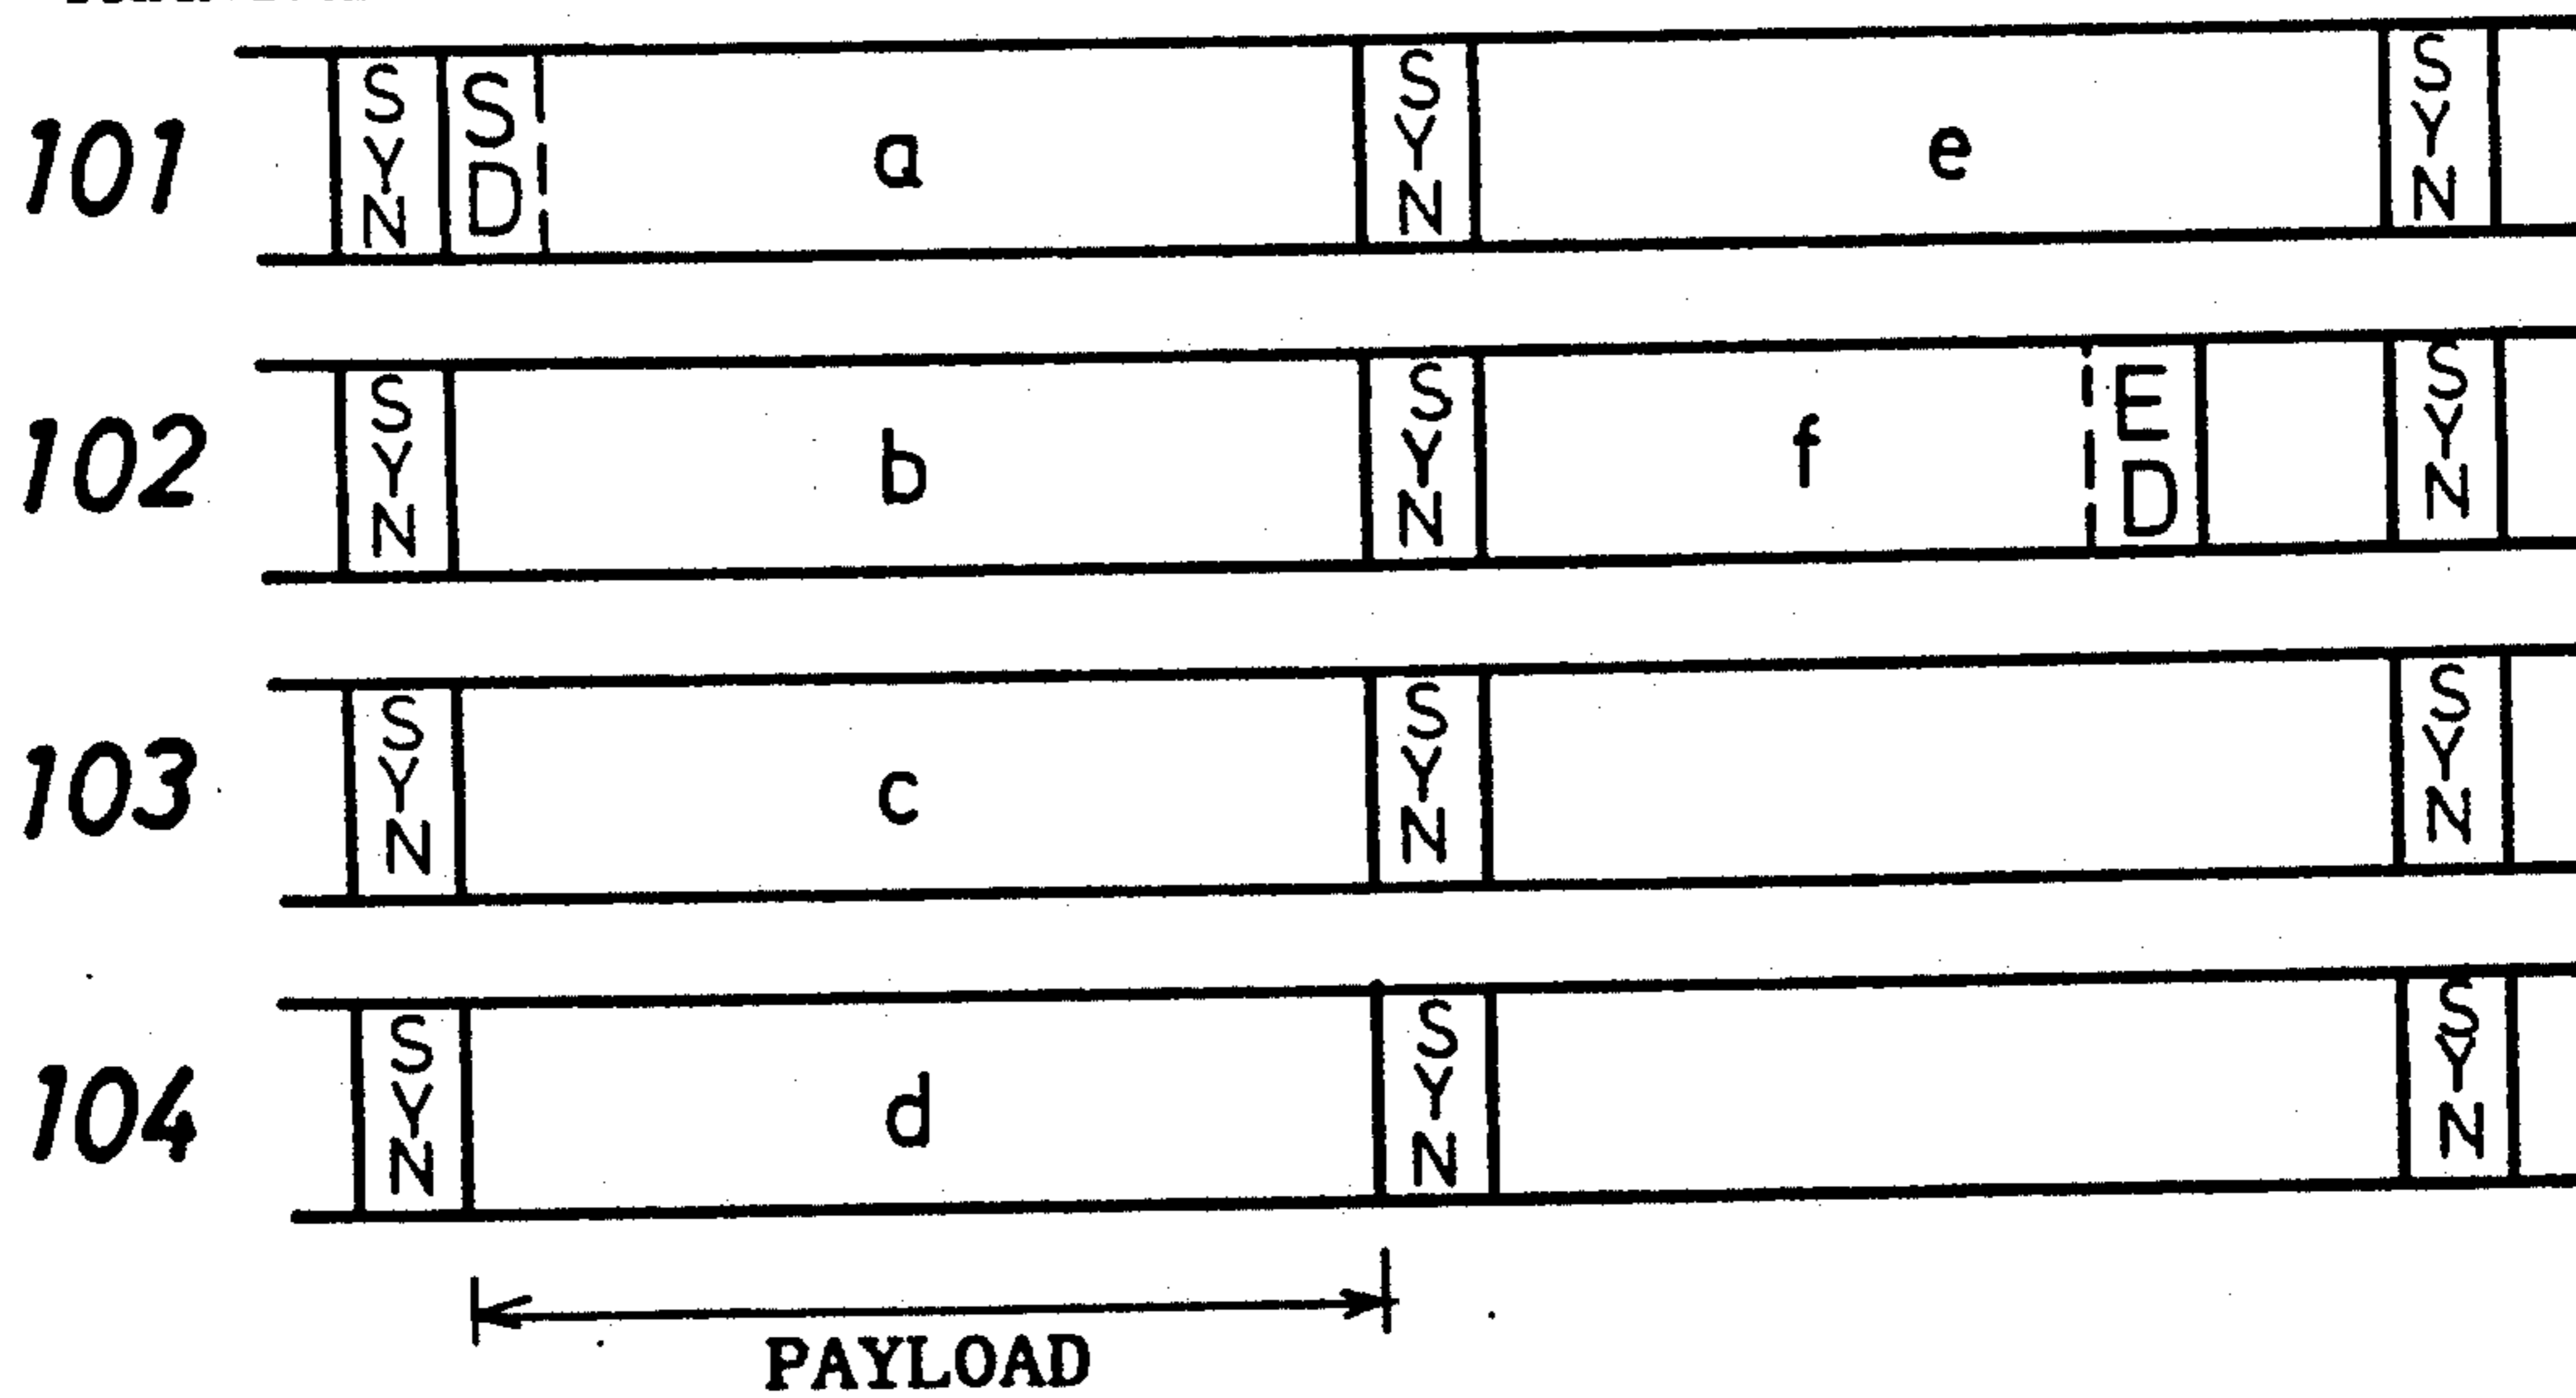 101 SYN SD a SYN e SYN
102 SYN b SYN f ED SYN
103 SYN c SYN SYN
104 SYN d SYN SYN
PAYLOAD